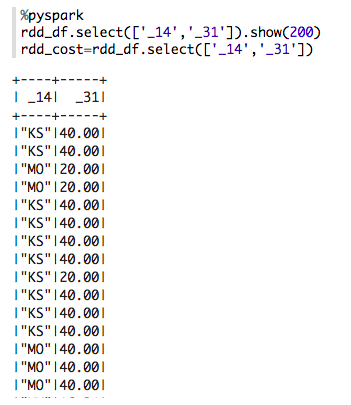 %pyspark
rdd_df.select(['_14','_31']).show(200)
rdd_cost=rdd_df.select(['_14','_31'])
+----+-----+
| _14|  _31|
+----+-----+
|"KS"|40.00|
|"KS"|40.00|
|"MO"|20.00|
|"MO"|20.00|
|"KS"|40.00|
|"KS"|40.00|
|"KS"|40.00|
|"KS"|40.00|
|"KS"|20.00|
|"KS"|40.00|
|"KS"|40.00|
|"KS"|40.00|
|"MO"|40.00|
|"MO"|40.00|
|"MO"|40.00|